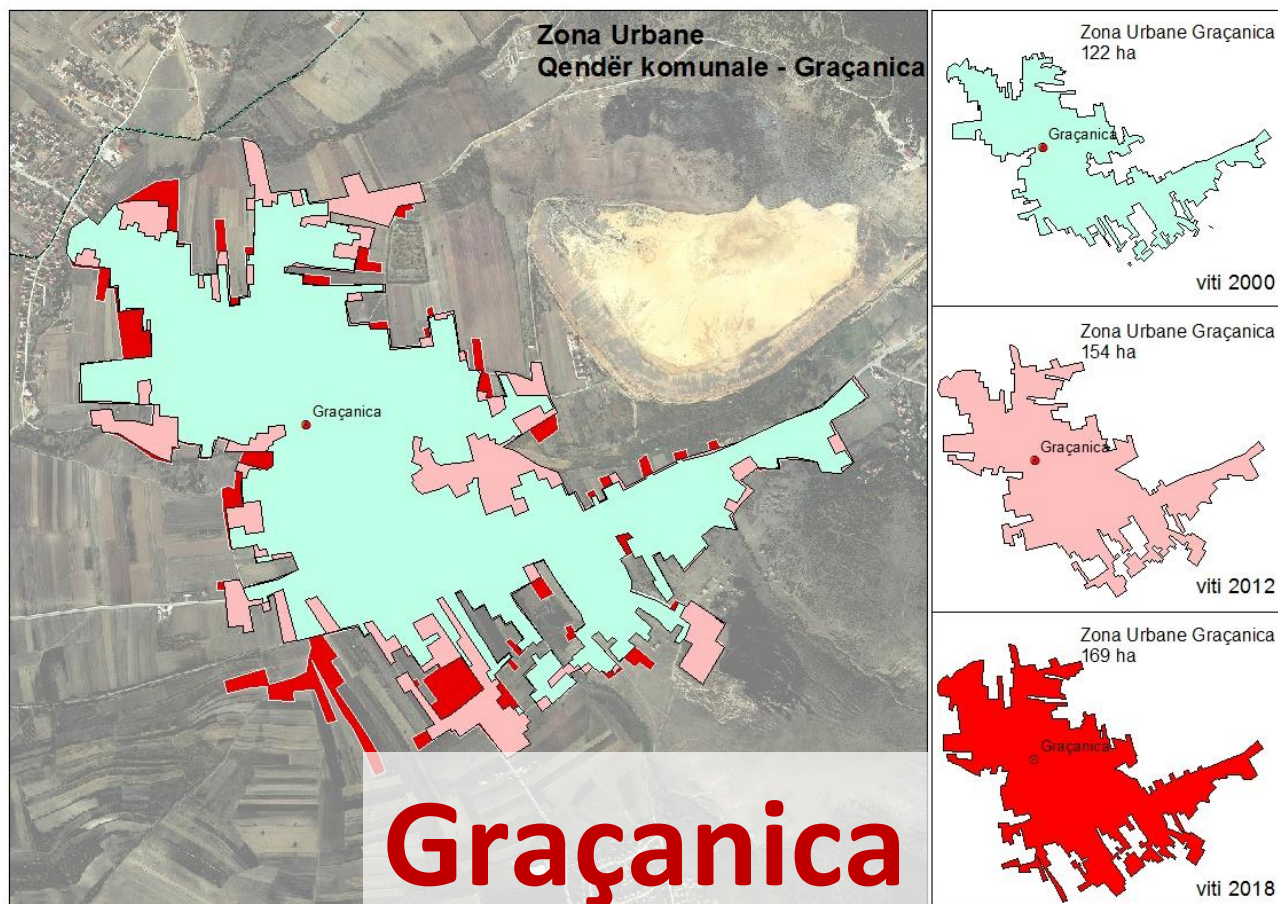 Zona Urbane
Qendër komunale - Graçanica
Graçanica
Graçanica
Zona Urbane Graçanica
122 ha
Graçanica
viti 2000
Zona Urbane Graçanica
154 ha
Graçanica
viti 2012
Zona Urbane Graçanica
169 ha
Graçanica
viti 2018